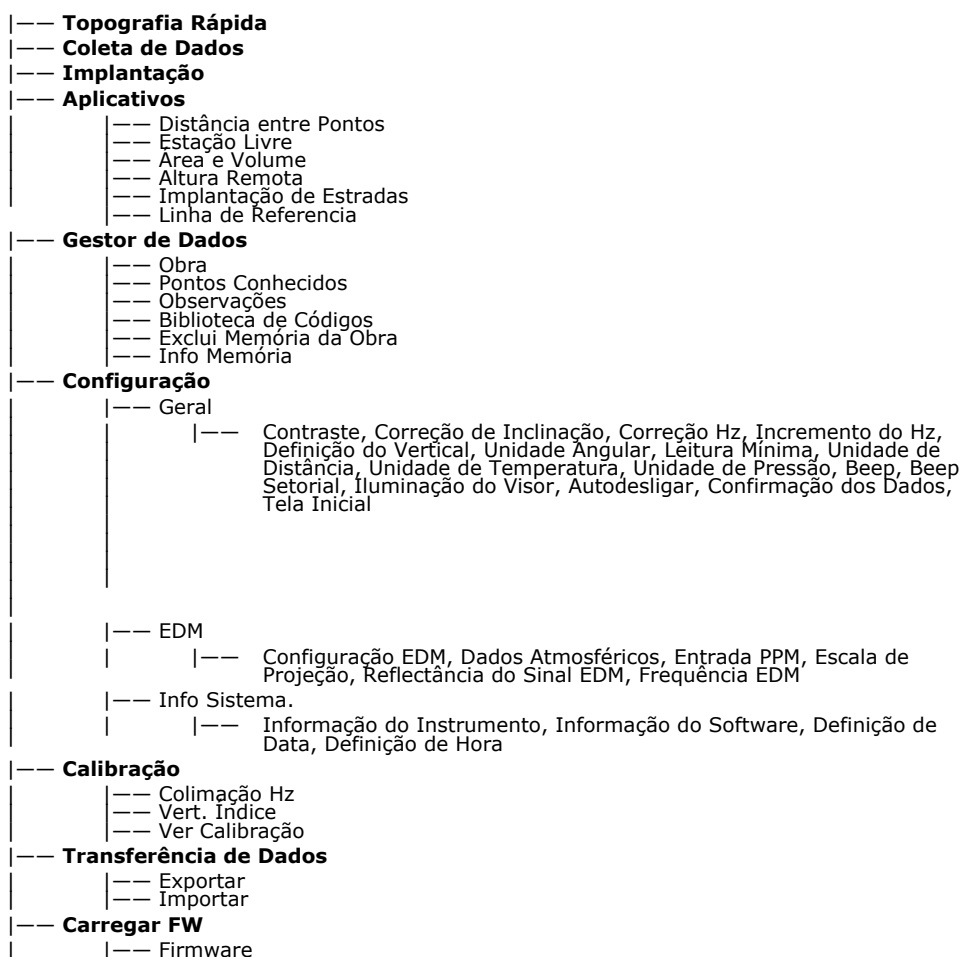 |—— Topografia Rápida
|—— Coleta de Dados
|—— Implantação
|—— Aplicativos
| |—— Distância entre Pontos
| |—— Estação Livre
| |—— Área e Volume
| |—— Altura Remota
| |—— Implantação de Estradas
|—— Linha de Referencia
|—— Gestor de Dados
| |—— Obra
| |—— Pontos Conhecidos
| |—— Observações
| |—— Biblioteca de Códigos
| |—— Exclui Memória da Obra
| |—— Info Memória
|—— Configuração
| |—— Geral
| | |—— Contraste, Correção de Inclinação, Correção Hz, Incremento do Hz,
| | Definição do Vertical, Unidade Angular, Leitura Mínima, Unidade de
| | Distância, Unidade de Temperatura, Unidade de Pressão, Beep, Beep
| | Setorial, Iluminação do Visor, Autodesligar, Confirmação dos Dados,
| | Tela Inicial
| |
| |
| |
| |
|
| |—— EDM
| | |—— Configuração EDM, Dados Atmosféricos, Entrada PPM, Escala de
| Projeção, Reflectância do Sinal EDM, Frequência EDM
| |—— Info Sistema.
| | |—— Informação do Instrumento, Informação do Software, Definição de
| Data, Definição de Hora
|—— Calibração
| |—— Colimação Hz
| |—— Vert. Índice
| |—— Ver Calibração
|—— Transferência de Dados
| |—— Exportar
| |—— Importar
|—— Carregar FW
| |—— Firmware